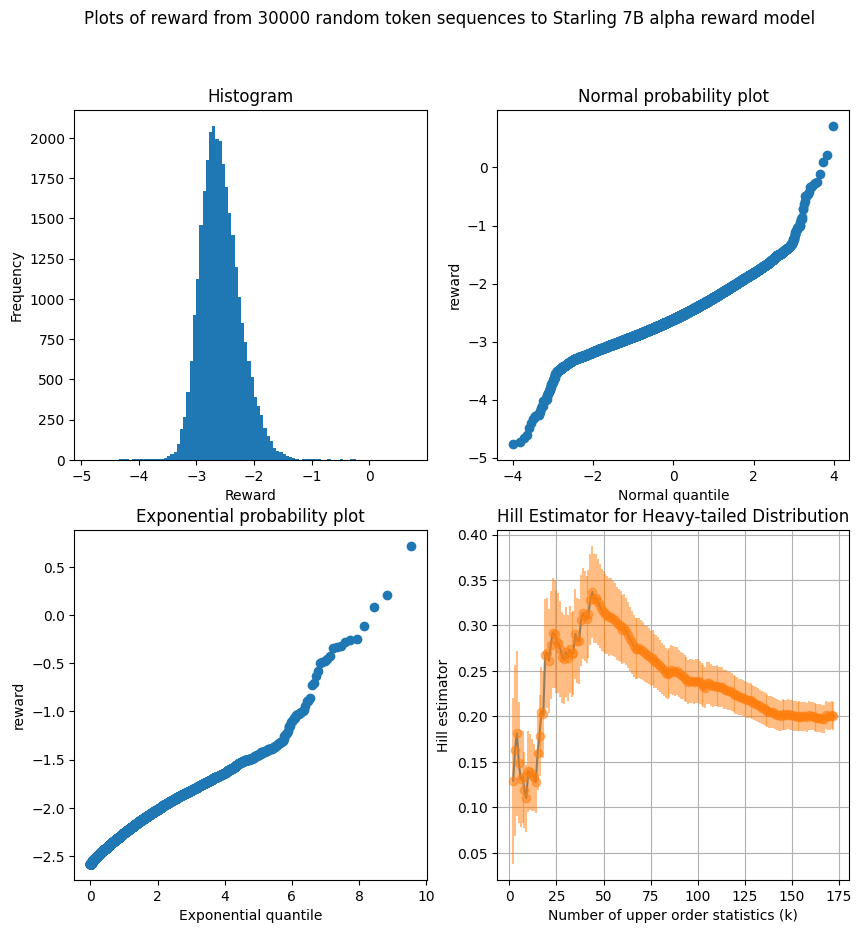 Plots of reward from 30000 random token sequences to Starling 7B alpha reward model
Histogram
Frequency
2000
1750
1500
1250
1000
750
500
250
0
−5 −4 −3 −2 −1 0
Reward
Normal probability plot
reward
0
−1
−2
−3
−4
−5
−4 −2 0 2 4
Normal quantile
Exponential probability plot
reward
0.5
0.0
−0.5
−1.0
−1.5
−2.0
−2.5
0 2 4 6 8 10
Exponential quantile
Hill Estimator for Heavy-tailed Distribution
Hill estimator
0.40
0.35
0.30
0.25
0.20
0.15
0.10
0.05
0 25 50 75 100 125 150 175
Number of upper order statistics (k)